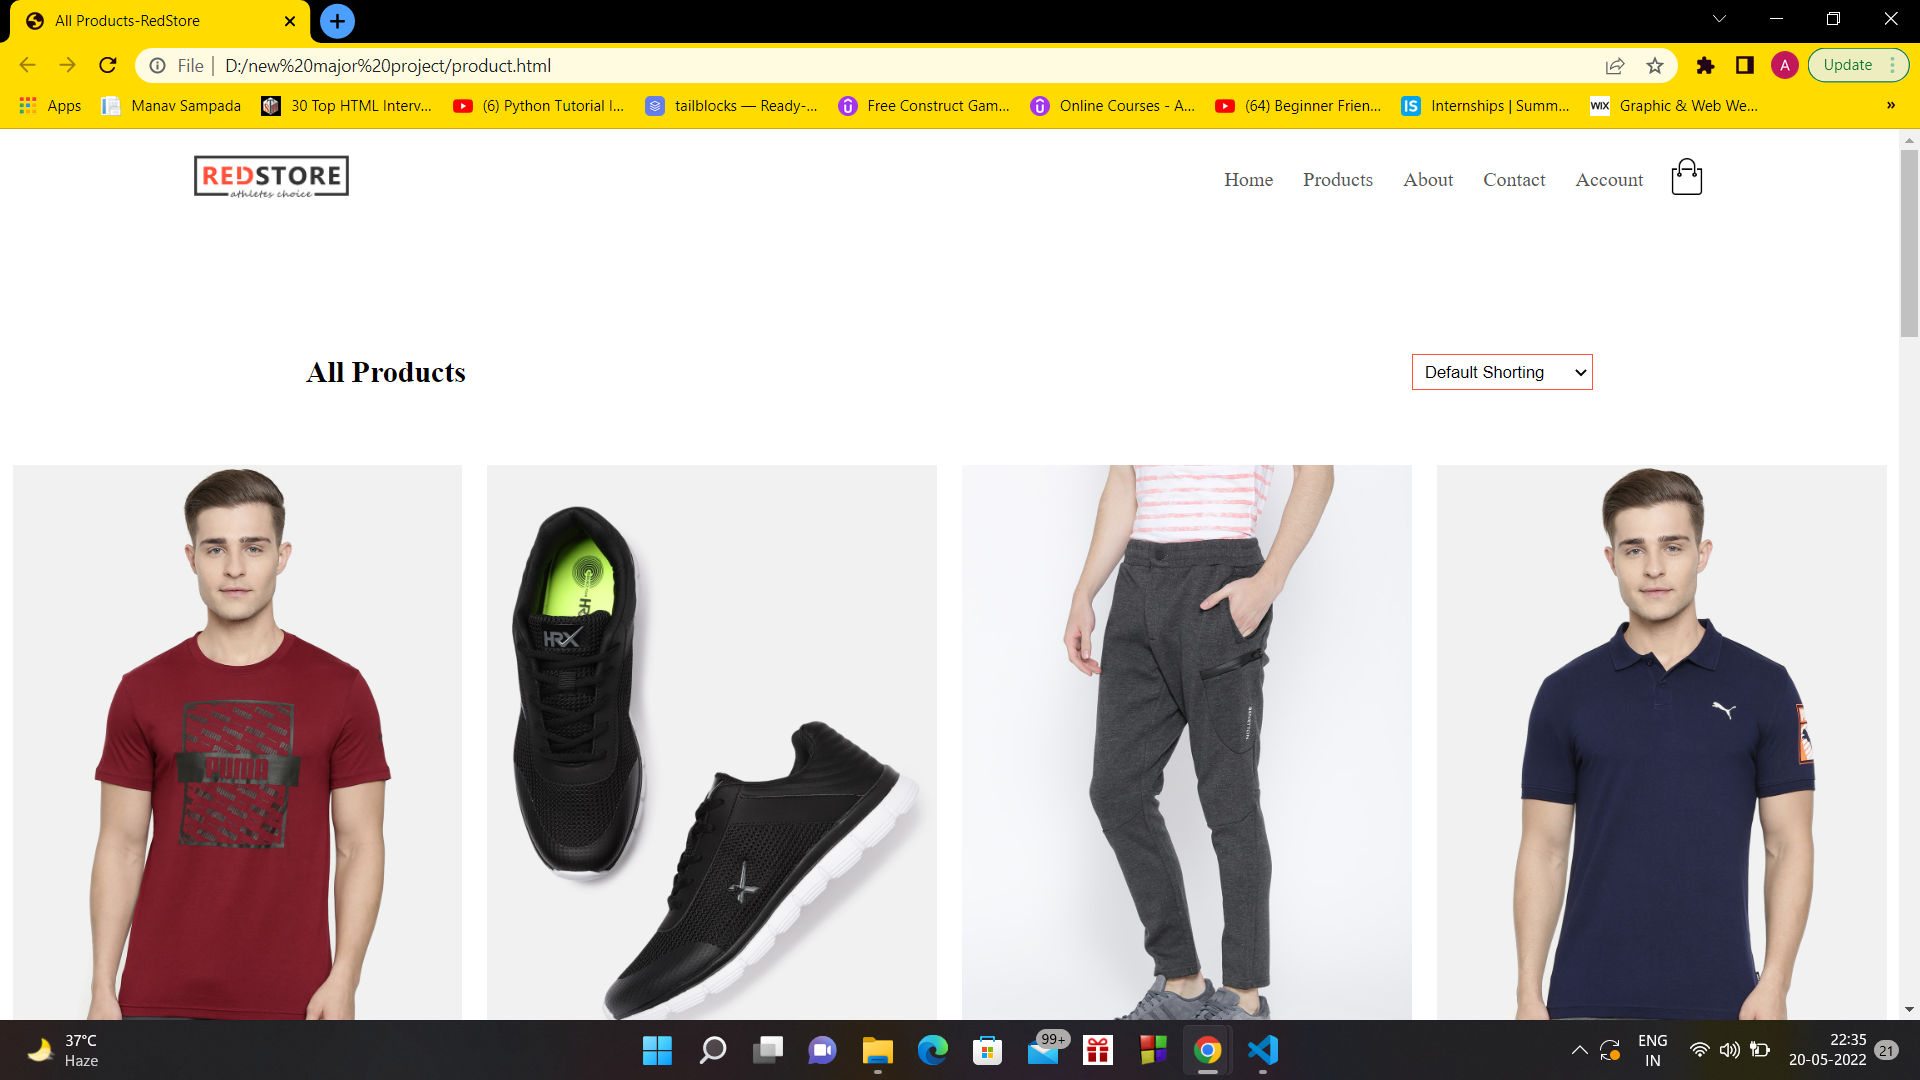 All Products-RedStore
File | D:/new%20major%20project/product.html
Update
Apps
Manav Sampada
30 Top HTML Interv...
(6) Python Tutorial I...
tailblocks — Ready-...
Free Construct Gam...
Online Courses - A...
(64) Beginner Frien...
IS
Internships | Summ...
WIX
Graphic & Web We...
»
A
REDSTORE
athletes choice
Home
Products
About
Contact
Account
All Products
Default Shorting
HRX
HRX
PUMA
37°C
Haze
99+
ENG
IN
22:35
20-05-2022
21